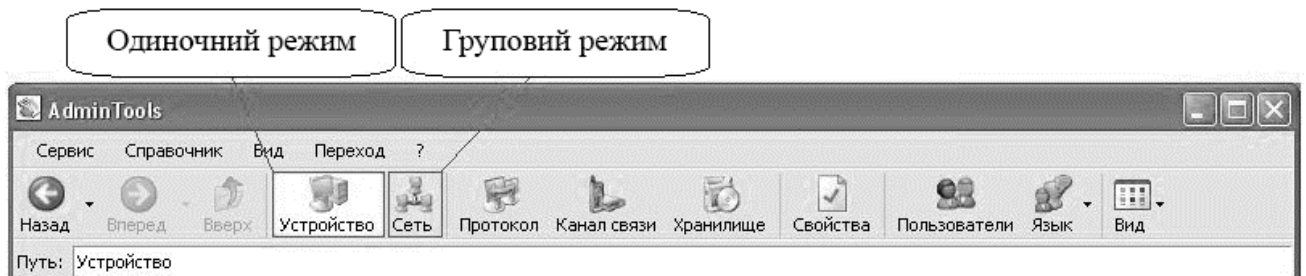 Одиночний режим Груповий режим
AdminTools
Сервис Справочник Вид Переход ?
Назад Вперед Вверх Устройство Сеть Протокол Канал связи Хранилище Свойства Пользователи Язык Вид
Путь: Устройство